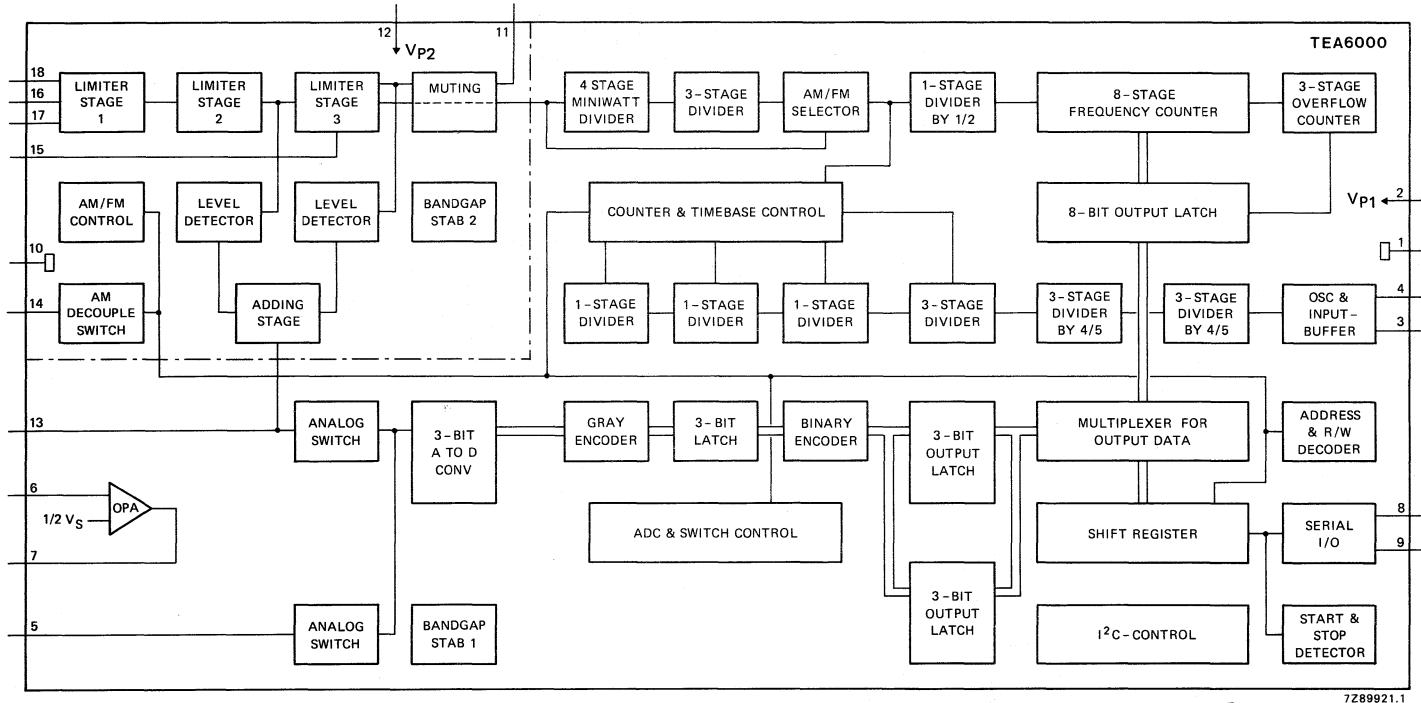 12
11
VP2
TEA6000
18
16
17
15
LIMITER
STAGE
1
LIMITER
STAGE
2
LIMITER
STAGE
3
MUTING
4 STAGE
MINIWATT
DIVIDER
3-STAGE
DIVIDER
AM/FM
SELECTOR
1-STAGE
DIVIDER
BY 1/2
8-STAGE
FREQUENCY COUNTER
3-STAGE
OVERFLOW
COUNTER
AM/FM
CONTROL
LEVEL
DETECTOR
LEVEL
DETECTOR
BANDGAP
STAB 2
COUNTER & TIMEBASE CONTROL
8-BIT OUTPUT LATCH
VP1
2
1
10
14
AM
DECOUPLE
SWITCH
ADDING
STAGE
1-STAGE
DIVIDER
1-STAGE
DIVIDER
1-STAGE
DIVIDER
3-STAGE
DIVIDER
3-STAGE
DIVIDER
BY 4/5
3-STAGE
DIVIDER
BY 4/5
OSC &
INPUT-
BUFFER
4
3
13
ANALOG
SWITCH
3-BIT
A TO D
CONV
GRAY
ENCODER
3-BIT
LATCH
BINARY
ENCODER
3-BIT
OUTPUT
LATCH
MULTIPLEXER FOR
OUTPUT DATA
ADDRESS
& R/W
DECODER
6
OPA
1/2 VS
7
ADC & SWITCH CONTROL
SHIFT REGISTER
SERIAL
I/O
8
9
5
ANALOG
SWITCH
BANDGAP
STAB 1
3-BIT
OUTPUT
LATCH
I²C-CONTROL
START &
STOP
DETECTOR
7Z89921.1